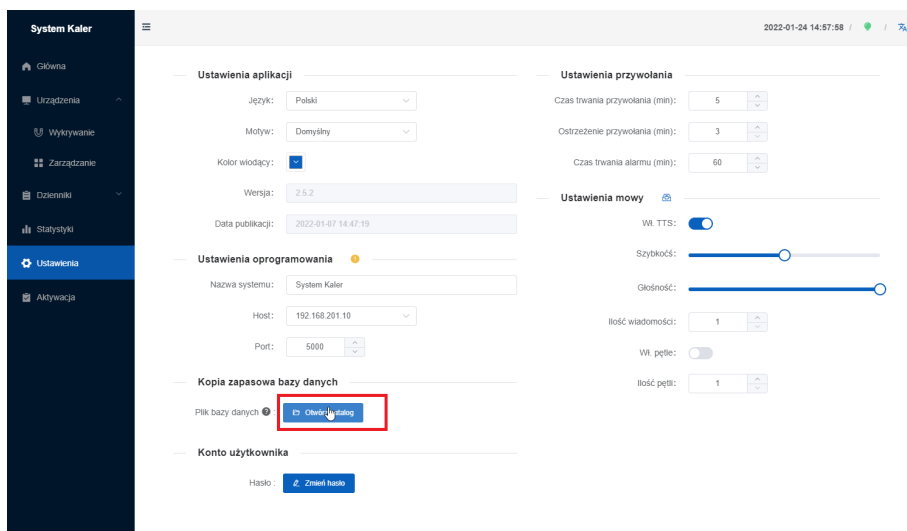 System Kaler
2022-01-24 14:57:58 /
/
Główna
Urządzenia
Wykrywanie
Zarządzanie
Dzienniki
Statystyki
Ustawienia
Aktywacja
Ustawienia aplikacji
Język: Polski
Motyw: Domyślny
Kolor wiodący:
Wersja: 2.5.2
Data publikacji: 2022-01-07 14:47:19
Ustawienia oprogramowania
Nazwa systemu: System Kaler
Host: 192.168.201.10
Port: 5000
Kopia zapasowa bazy danych
Plik bazy danych : Otwórz katalog
Konto użytkownika
Hasło : Zmień hasło
Ustawienia przywołania
Czas trwania przywołania (min): 5
Ostrzeżenie przywołania (min): 3
Czas trwania alarmu (min): 60
Ustawienia mowy
Wł. TTS:
Szybkoćś:
Głośność:
Ilość wiadomości: 1
Wł. pętle:
Ilość pętli: 1